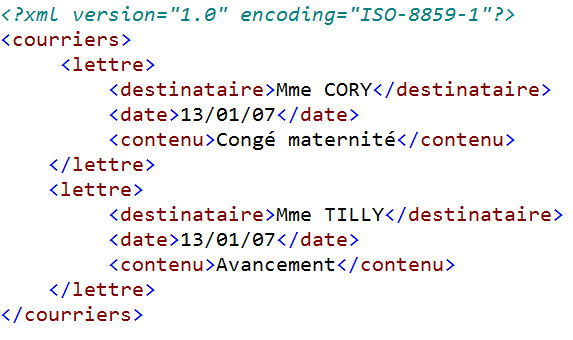 <?xml version="1.0" encoding="ISO-8859-1"?>
<courriers>
<lettre>
<destinataire>Mme CORY</destinataire>
<date>13/01/07</date>
<contenu>Congé maternité</contenu>
</lettre>
<lettre>
<destinataire>Mme TILLY</destinataire>
<date>13/01/07</date>
<contenu>Avancement</contenu>
</lettre>
</courriers>